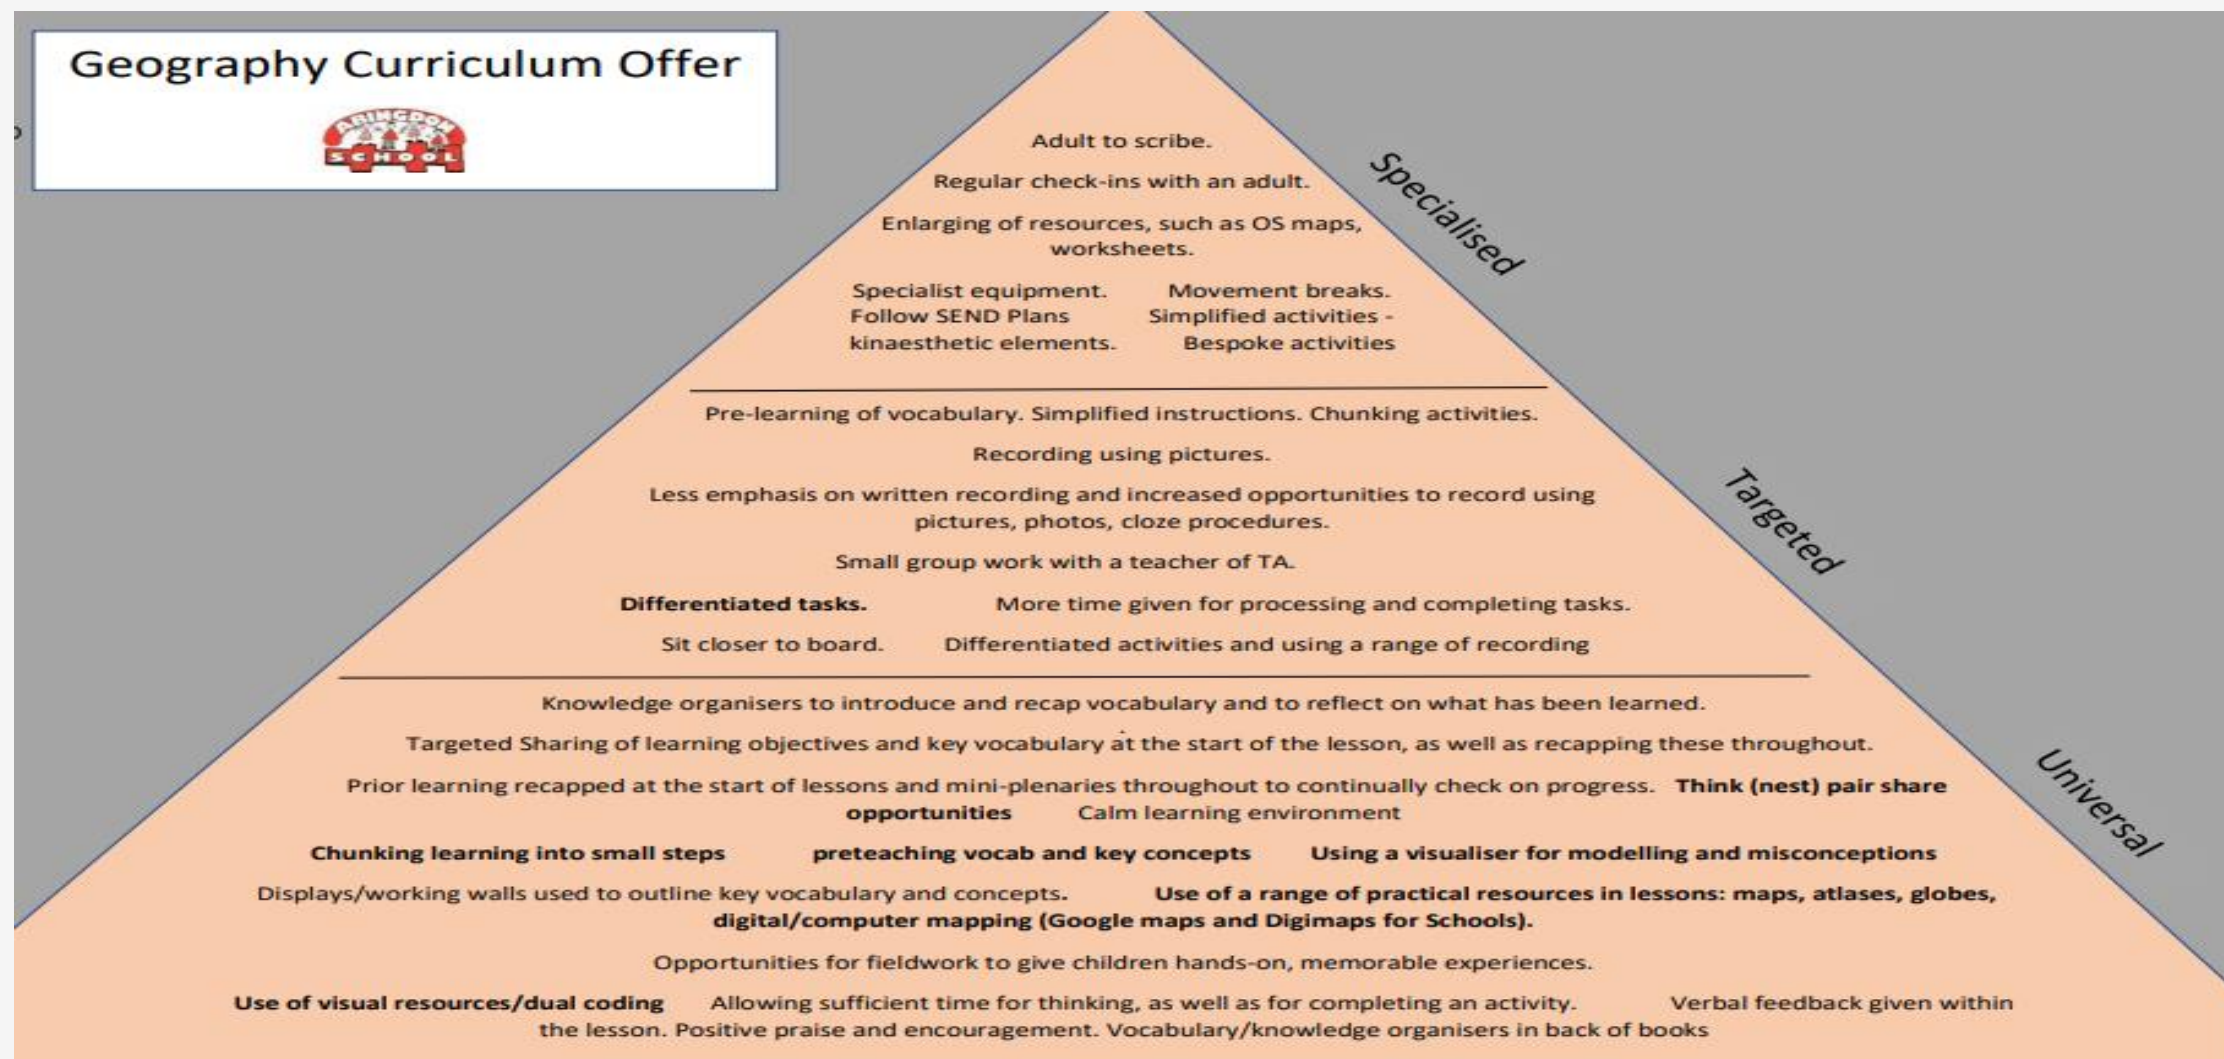 Geography Curriculum Offer
ABINGDON
SCHOOL
Adult to scribe.
Regular check-ins with an adult.
Enlarging of resources, such as OS maps,
worksheets.
Specialist equipment. Movement breaks.
Follow SEND Plans Simplified activities -
kinaesthetic elements. Bespoke activities
Specialised
Pre-learning of vocabulary. Simplified instructions. Chunking activities.
Recording using pictures.
Less emphasis on written recording and increased opportunities to record using
pictures, photos, cloze procedures.
Small group work with a teacher of TA.
Differentiated tasks. More time given for processing and completing tasks.
Sit closer to board. Differentiated activities and using a range of recording
Targeted
Knowledge organisers to introduce and recap vocabulary and to reflect on what has been learned.
Targeted Sharing of learning objectives and key vocabulary at the start of the lesson, as well as recapping these throughout.
Prior learning recapped at the start of lessons and mini-plenaries throughout to continually check on progress. Think (nest) pair share
opportunities Calm learning environment
Chunking learning into small steps preteaching vocab and key concepts Using a visualiser for modelling and misconceptions
Displays/working walls used to outline key vocabulary and concepts. Use of a range of practical resources in lessons: maps, atlases, globes,
digital/computer mapping (Google maps and Digimaps for Schools).
Opportunities for fieldwork to give children hands-on, memorable experiences.
Use of visual resources/dual coding Allowing sufficient time for thinking, as well as for completing an activity. Verbal feedback given within
the lesson. Positive praise and encouragement. Vocabulary/knowledge organisers in back of books
Universal